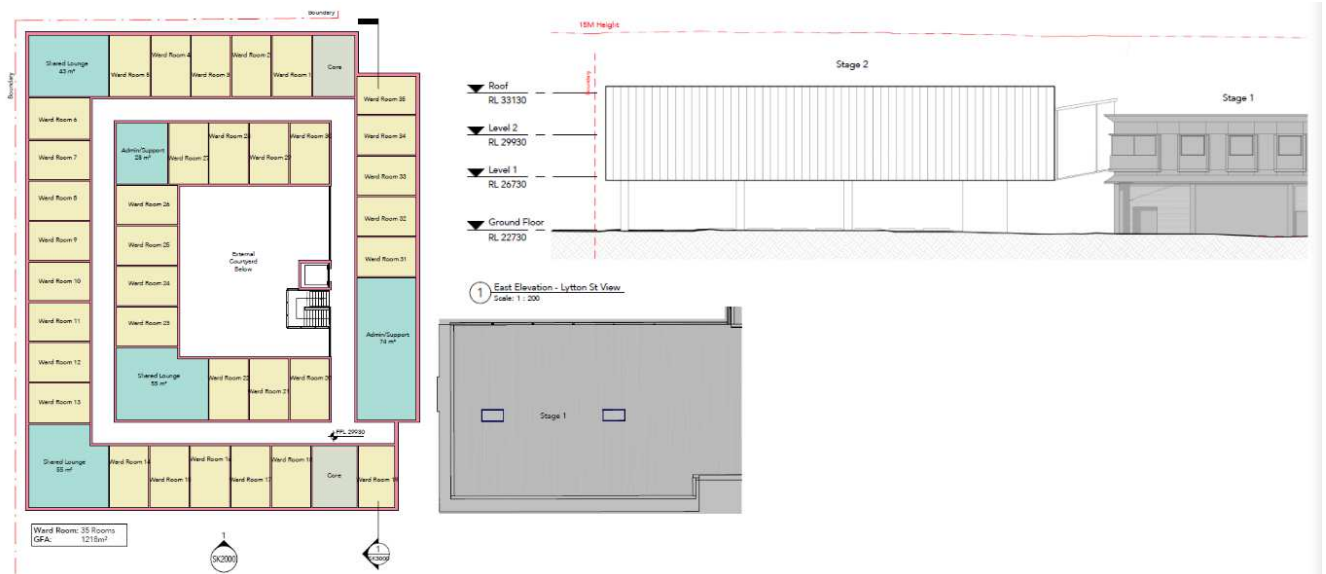 Boundary
Boundary
Shared Lounge
43 m²
Ward Room 5
Ward Room 4
Ward Room 3
Ward Room 2
Ward Room 1
Core
Ward Room 35
Ward Room 34
Ward Room 33
Ward Room 32
Ward Room 31
Admin/Support
74 m²
Ward Room 6
Ward Room 7
Ward Room 8
Ward Room 9
Ward Room 10
Ward Room 11
Ward Room 12
Ward Room 13
Admin/Support
28 m²
Ward Room 27
Ward Room 28
Ward Room 29
Ward Room 30
Ward Room 26
Ward Room 25
Ward Room 24
Ward Room 23
External
Courtyard
Below
Shared Lounge
55 m²
Ward Room 22
Ward Room 21
Ward Room 20
FFL 29930
Shared Lounge
55 m²
Ward Room 14
Ward Room 15
Ward Room 16
Ward Room 17
Ward Room 18
Core
Ward Room 19
Ward Room: 35 Rooms
GFA: 1218m²
1
SK2000
1
SK3000
15M Height
Boundary
Stage 2
Stage 1
Roof
RL 33130
Level 2
RL 29930
Level 1
RL 26730
Ground Floor
RL 22730
1
East Elevation - Lytton St View
Scale: 1 : 200
Stage 1